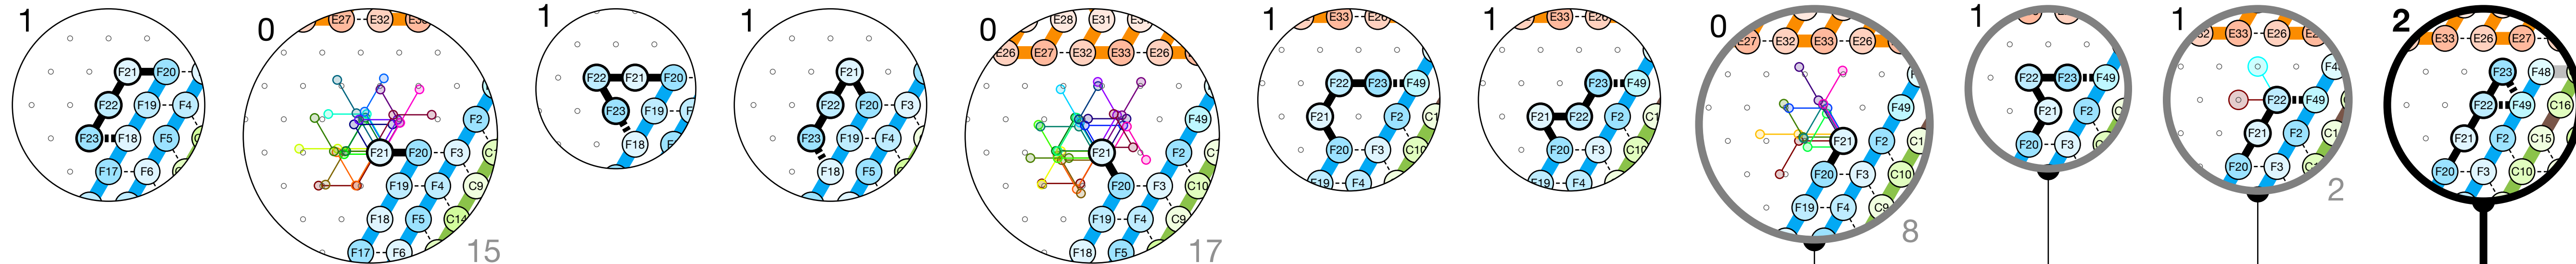 1
F21 F20
F22 F19 F4
F23 F18 F5
F17 F6
0
E27 E32
F2
F21 F20 F3
F19 F4 C9
F18 F5 C14
F17 F6
15
1
F22 F21 F20
F23 F19
F18
1
F21
F22 F20 F3
F23 F19 F4
F18 F5
0
E28 E31
E26 E27 E32 E33 E26
F49
F21 F2
F20 F3 C10
F19 F4 C9
F18 F5
17
1
E33
F22 F23 F49
F21 F2
F20 F3 C10
F19 F4
1
E33
F23 F49
F21 F22 F2
F20 F3 C10
F19 F4
0
E27 E32 E33 E26
F49
F21 F2
F20 F3 C10
F19 F4 C9
8
1
F22 F23 F49
F21 F2
F20 F3
1
E33 E26
F22 F49
F21 F2
F20 F3
2
2
E33 E26 E27
F23 F48
F22 F49 C16
F21 F2 C15
F20 F3 C10